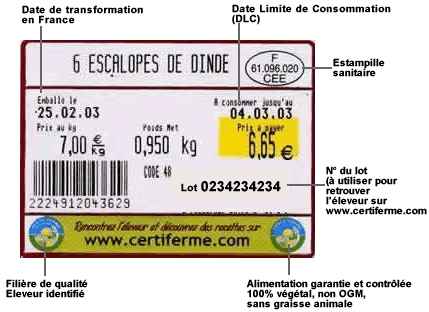 Date de transformation
en France
Date Limite de Consommation
(DLC)
6 ESCALOPES DE DINDE
F
61.096.020
CEE
Estampille
sanitaire
Emballé le
25.02.03
A consommer jusqu'au
04.03.03
Prix au kg
7,00 € kg
Poids Net
0,950 kg
Prix à payer
6,65 €
CODE 48
Lot 0234234234
2224912043629
N° du lot
(à utiliser pour
retrouver
l'éleveur sur
www.certiferme.com
Rencontrez l'éleveur et découvrez des recettes sur
www.certiferme.com
Filière de qualité
Eleveur identifié
Alimentation garantie et contrôlée
100% végétal, non OGM,
sans graisse animale